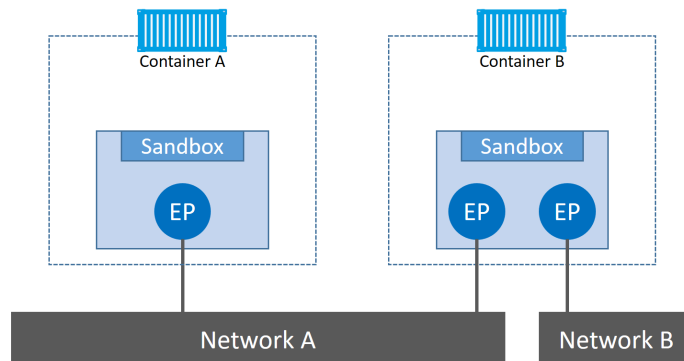 Container A
Container B
Sandbox
Sandbox
EP
EP
EP
Network A
Network B